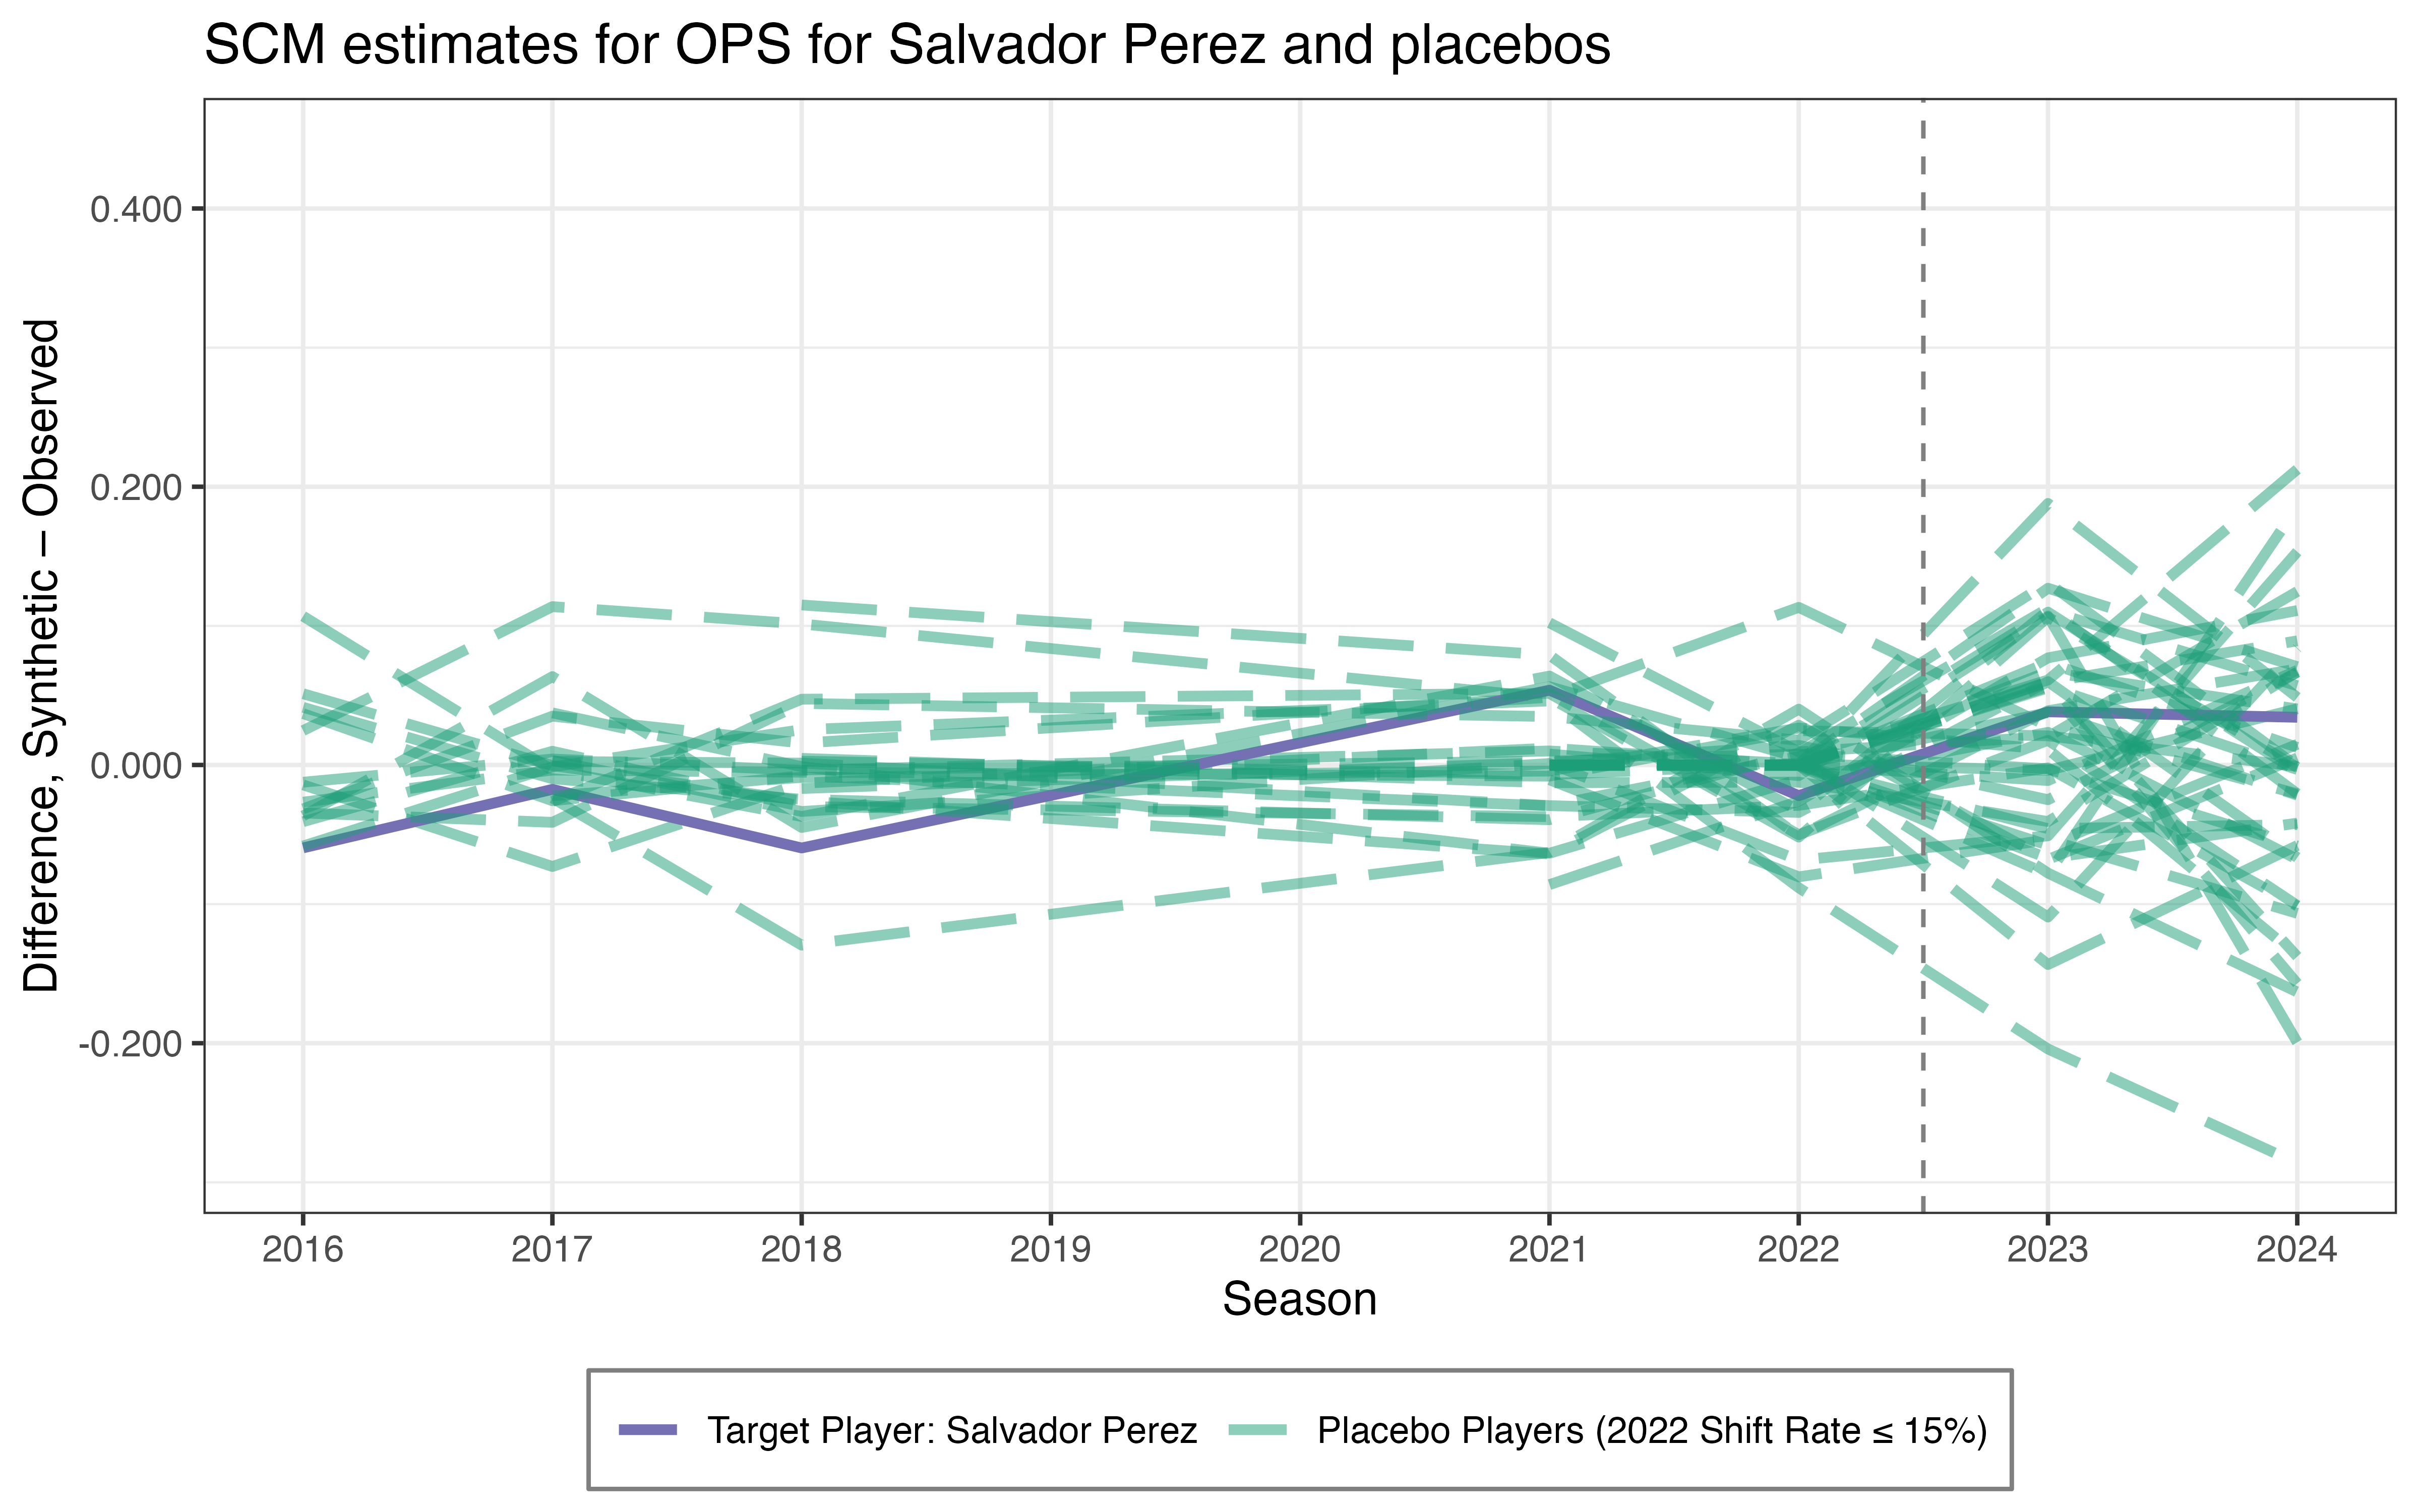 SCM estimates for OPS for Salvador Perez and placebos
Difference, Synthetic − Observed
0.400
0.200
0.000
-0.200
2016 2017 2018 2019 2020 2021 2022 2023 2024
Season
Target Player: Salvador Perez Placebo Players (2022 Shift Rate ≤ 15%)